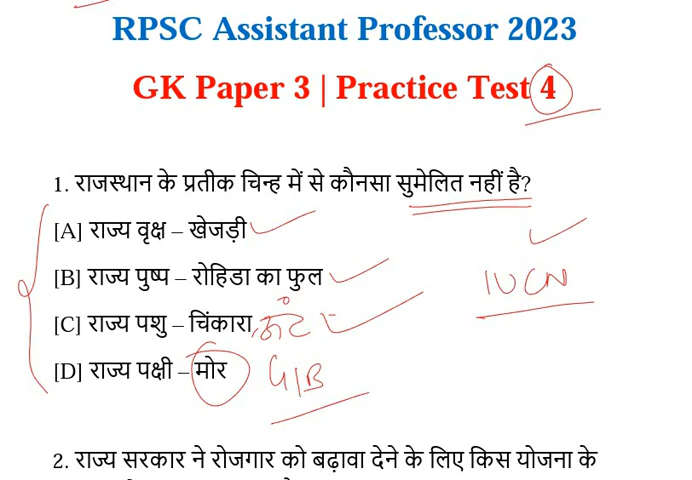 RPSC Assistant Professor 2023
GK Paper 3 | Practice Test 4
1. राजस्थान के प्रतीक चिन्ह में से कौनसा सुमेलित नहीं है?
[A] राज्य वृक्ष – खेजड़ी
[B] राज्य पुष्प – रोहिडा का फुल
IUCN
[C] राज्य पशु – चिंकारा, ऊंट
[D] राज्य पक्षी – मोर GIB
2. राज्य सरकार ने रोजगार को बढ़ावा देने के लिए किस योजना के